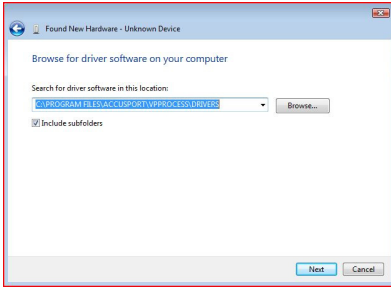 Found New Hardware - Unknown Device
Browse for driver software on your computer
Search for driver software in this location:
C:\PROGRAM FILES\ACCUSPORT\VPPROCESS\DRIVERS
Browse...
Include subfolders
Next
Cancel